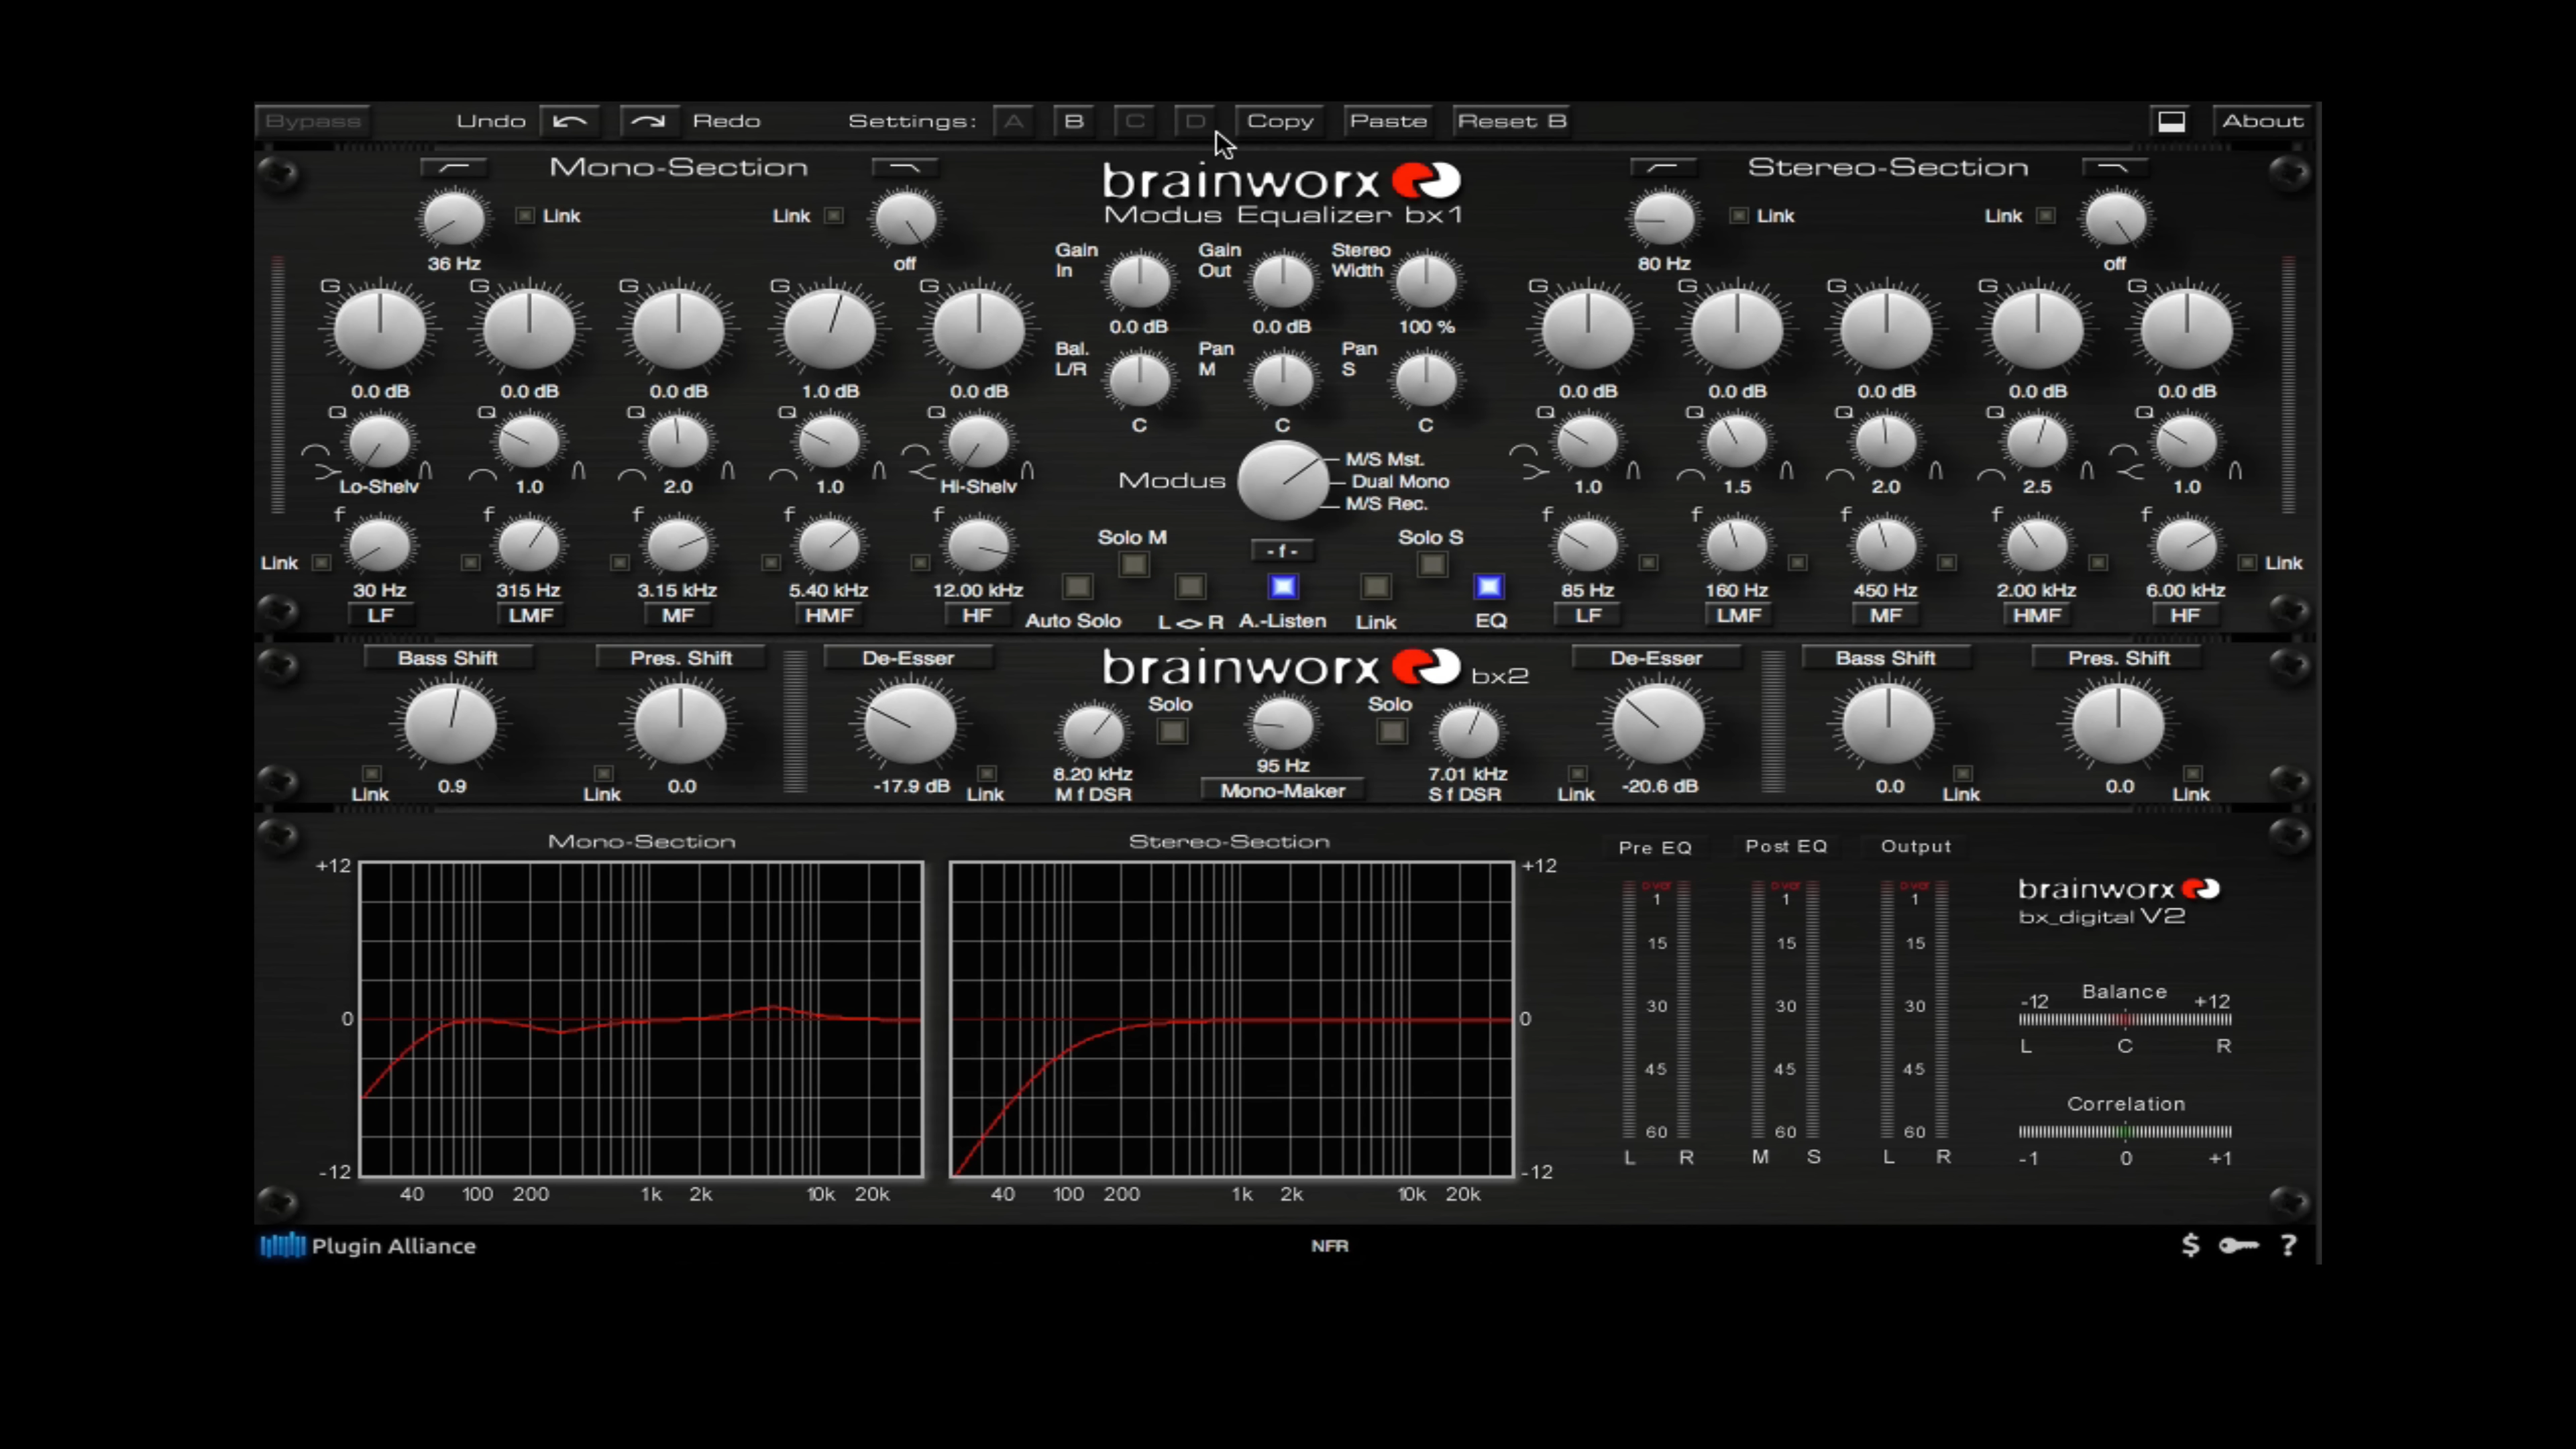 Bypass Undo Redo Settings: A B C D Copy Paste Reset B About
Mono-Section
Link Link
36 Hz off
G G G G G
0.0 dB 0.0 dB 0.0 dB 1.0 dB 0.0 dB
Q Q Q Q Q
Lo-Shelv 1.0 2.0 1.0 Hi-Shelv
f f f f f
Link
30 Hz 315 Hz 3.15 kHz 5.40 kHz 12.00 kHz
LF LMF MF HMF HF
brainworx
Modus Equalizer bx1
Gain In Gain Out Stereo Width
0.0 dB 0.0 dB 100 %
Bal. L/R Pan M Pan S
C C C
Modus
M/S Mst.
Dual Mono
M/S Rec.
Solo M - f - Solo S
Auto Solo L <> R A.-Listen Link EQ
Stereo-Section
Link Link
80 Hz off
G G G G G
0.0 dB 0.0 dB 0.0 dB 0.0 dB 0.0 dB
Q Q Q Q Q
1.0 1.5 2.0 2.5 1.0
f f f f f
Link
85 Hz 160 Hz 450 Hz 2.00 kHz 6.00 kHz
LF LMF MF HMF HF
Bass Shift Pres. Shift De-Esser
0.9 0.0 -17.9 dB
Link Link Link
brainworx bx2
Solo Solo
8.20 kHz 95 Hz 7.01 kHz
M f DSR Mono-Maker S f DSR
De-Esser Bass Shift Pres. Shift
-20.6 dB 0.0 0.0
Link Link Link
Mono-Section
+12
0
-12
40 100 200 1k 2k 10k 20k
Stereo-Section
+12
0
-12
40 100 200 1k 2k 10k 20k
Pre EQ Post EQ Output
over over over
1 1 1
15 15 15
30 30 30
45 45 45
60 60 60
L R M S L R
brainworx
bx_digital V2
Balance
-12 +12
L C R
Correlation
-1 0 +1
Plugin Alliance NFR $ ?